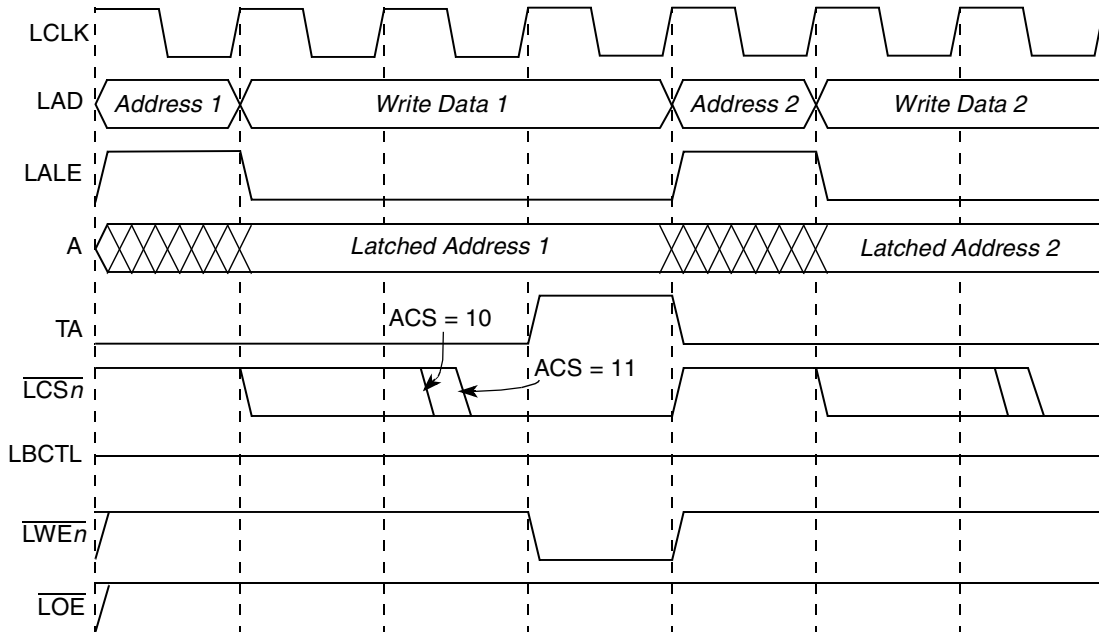 LCLK
LAD Address 1 Write Data 1 Address 2 Write Data 2
LALE
A Latched Address 1 Latched Address 2
ACS = 10
TA
ACS = 11
LCSn
LBCTL
LWEn
LOE